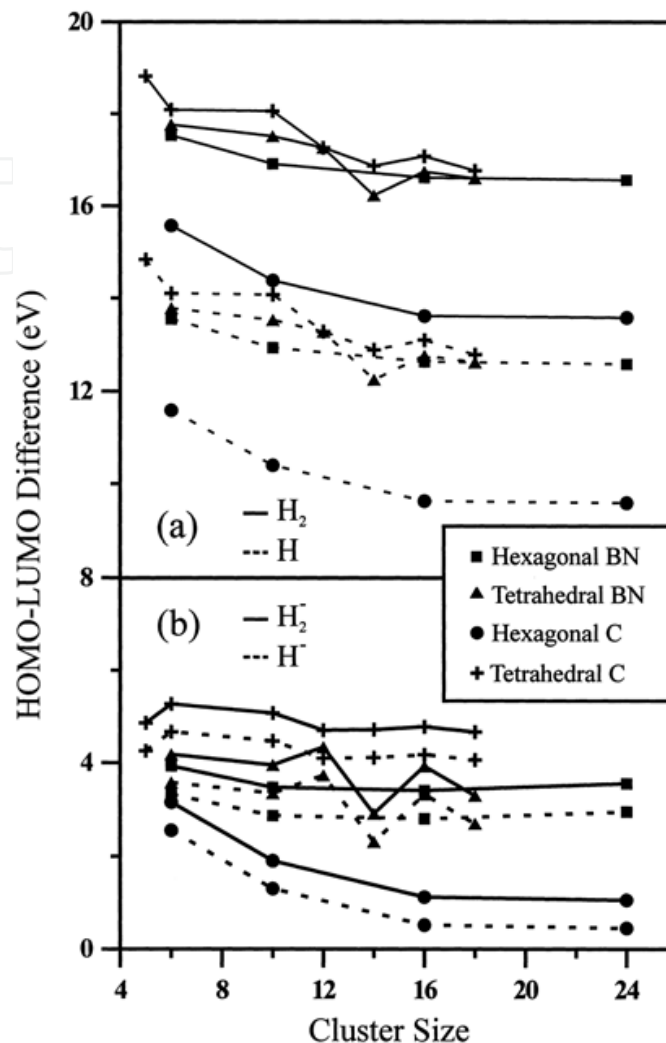 20
16
12
8
4
0
HOMO-LUMO Difference (eV)
(a)
H₂
H
Hexagonal BN
Tetrahedral BN
Hexagonal C
Tetrahedral C
(b)
H₂⁻
H⁻
4 8 12 16 20 24
Cluster Size